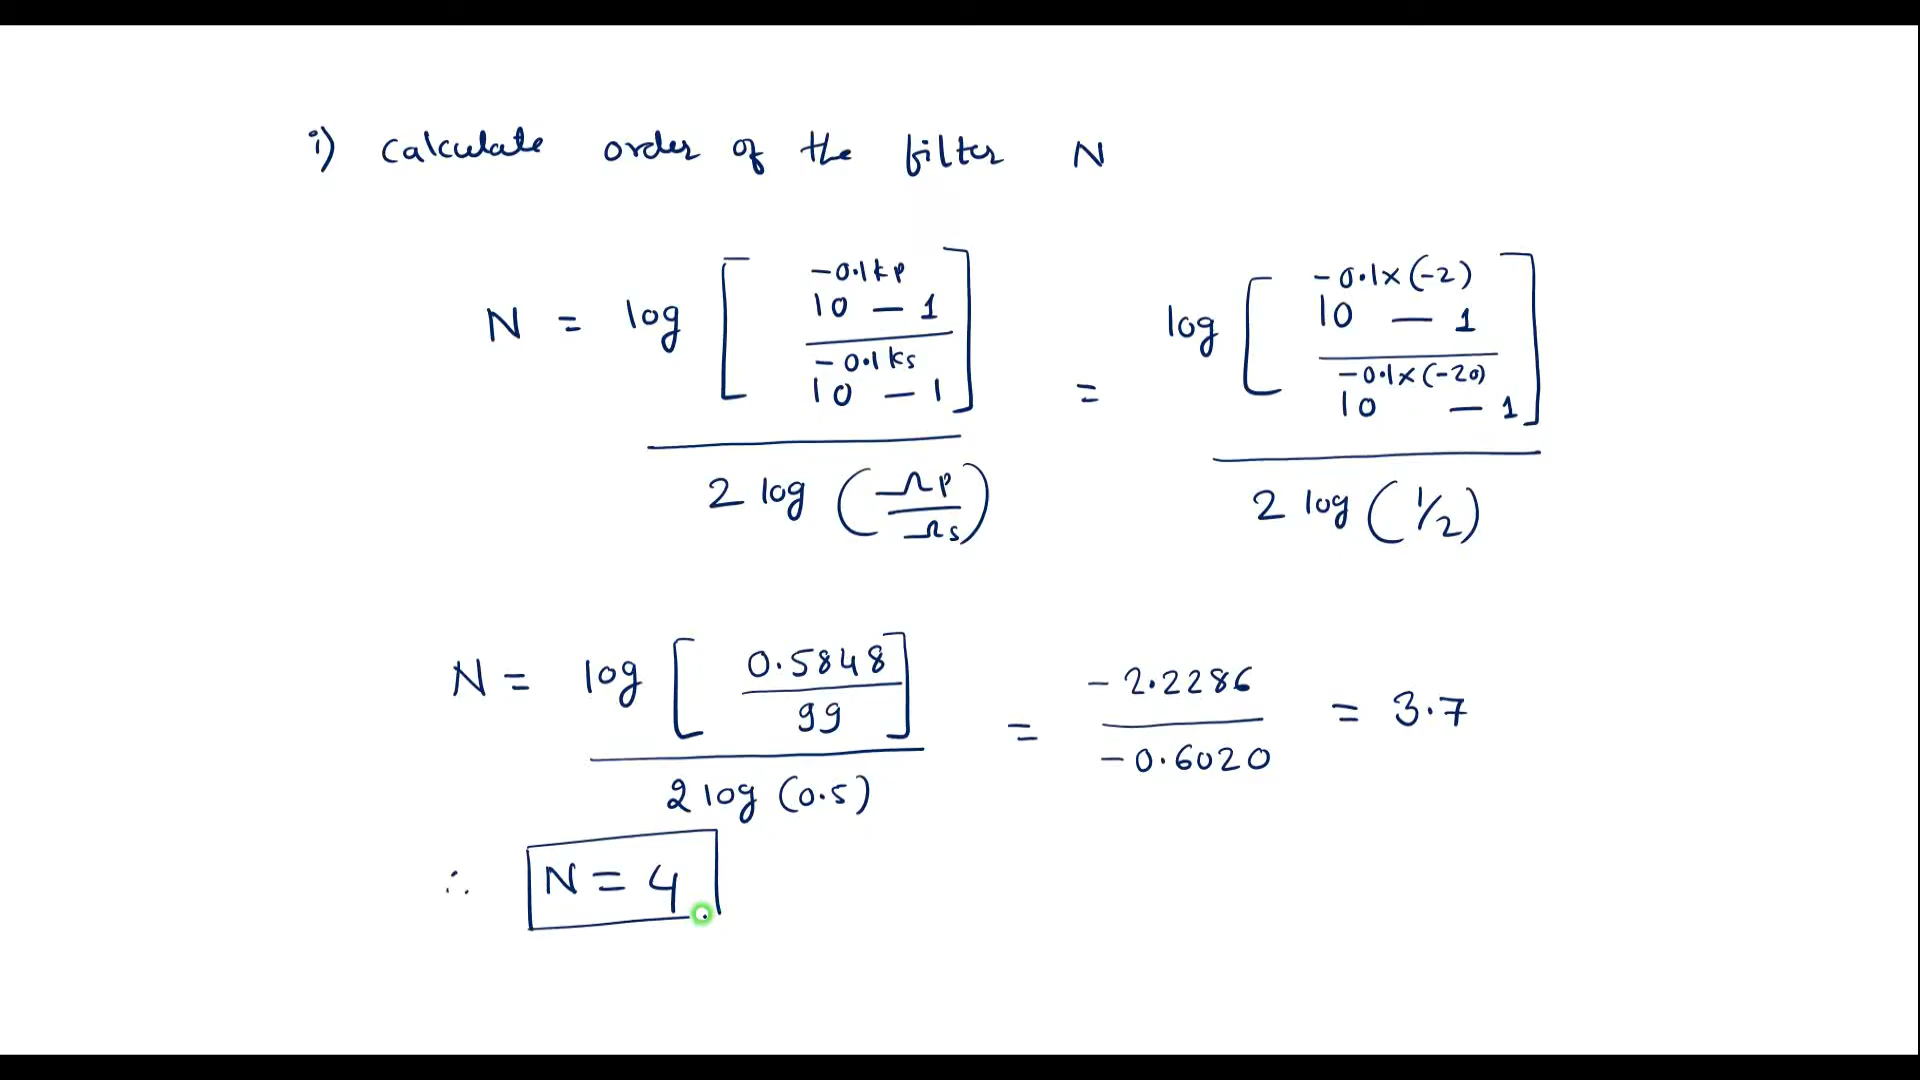 i) calculate order of the filter N
N = log [ (10^(-0.1kp) - 1) / (10^(-0.1ks) - 1) ] / 2 log (Ωp/Ωs) = log [ (10^(-0.1x(-2)) - 1) / (10^(-0.1x(-20)) - 1) ] / 2 log (1/2)
N = log [ 0.5848 / 99 ] / 2 log (0.5) = -2.2286 / -0.6020 = 3.7
∴ N = 4